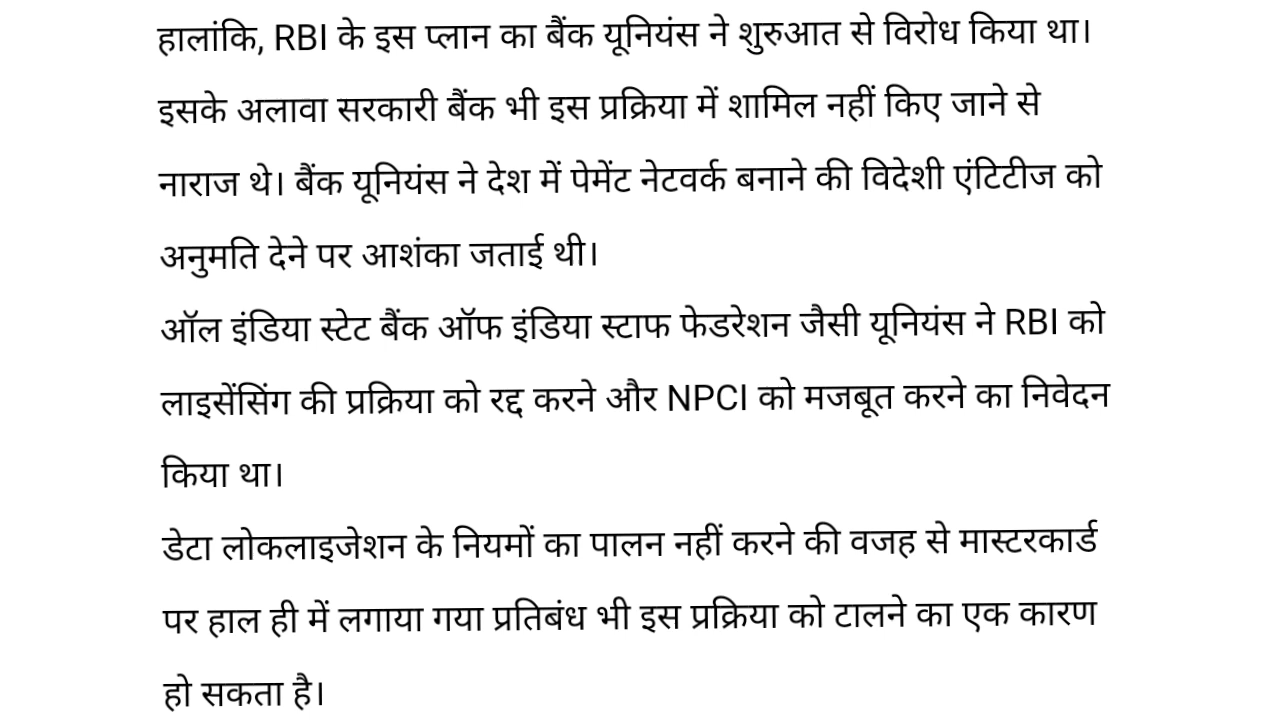 हालांकि, RBI के इस प्लान का बैंक यूनियंस ने शुरुआत से विरोध किया था।
इसके अलावा सरकारी बैंक भी इस प्रक्रिया में शामिल नहीं किए जाने से
नाराज थे। बैंक यूनियंस ने देश में पेमेंट नेटवर्क बनाने की विदेशी एंटिटीज को
अनुमति देने पर आशंका जताई थी।
ऑल इंडिया स्टेट बैंक ऑफ इंडिया स्टाफ फेडरेशन जैसी यूनियंस ने RBI को
लाइसेंसिंग की प्रक्रिया को रद्द करने और NPCI को मजबूत करने का निवेदन
किया था।
डेटा लोकलाइजेशन के नियमों का पालन नहीं करने की वजह से मास्टरकार्ड
पर हाल ही में लगाया गया प्रतिबंध भी इस प्रक्रिया को टालने का एक कारण
हो सकता है।